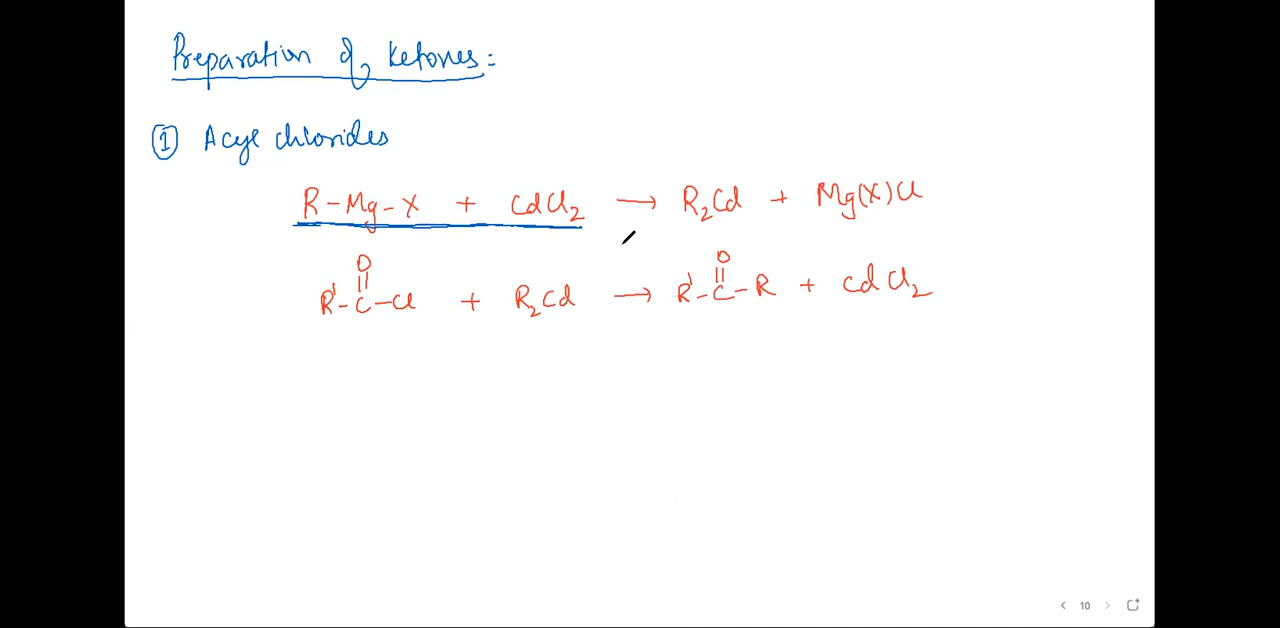 Preparation of ketones:
① Acyl chlorides
R-Mg-X + CdCl₂ → R₂Cd + Mg(X)Cl
R'-C(=O)-Cl + R₂Cd → R'-C(=O)-R + CdCl₂
< 10 >